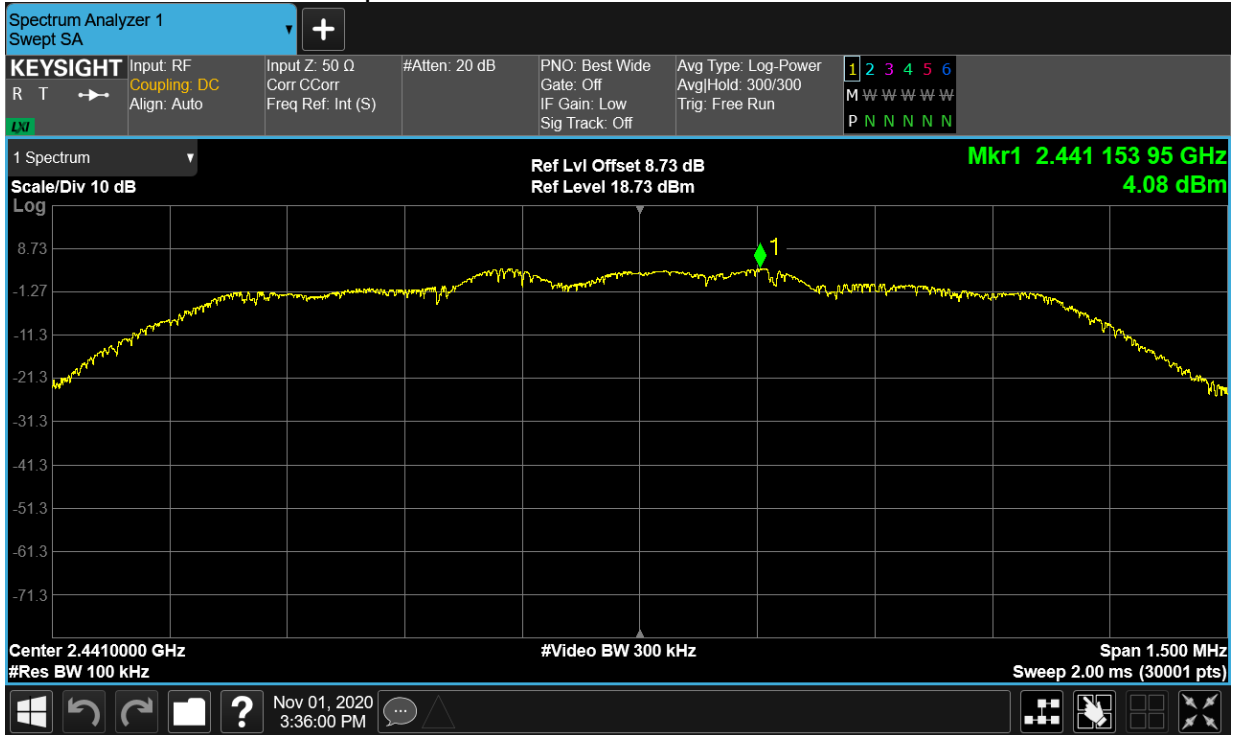 Spectrum Analyzer 1
Swept SA
+
KEYSIGHT
R T
LXI
Input: RF
Coupling: DC
Align: Auto
Input Z: 50 Ω
Corr CCorr
Freq Ref: Int (S)
#Atten: 20 dB
PNO: Best Wide
Gate: Off
IF Gain: Low
Sig Track: Off
Avg Type: Log-Power
Avg|Hold: 300/300
Trig: Free Run
1 2 3 4 5 6
M W W W W W
P N N N N N
1 Spectrum
Scale/Div 10 dB
Log
Ref Lvl Offset 8.73 dB
Ref Level 18.73 dBm
Mkr1 2.441 153 95 GHz
4.08 dBm
8.73
1
-1.27
-11.3
-21.3
-31.3
-41.3
-51.3
-61.3
-71.3
Center 2.4410000 GHz
#Res BW 100 kHz
#Video BW 300 kHz
Span 1.500 MHz
Sweep 2.00 ms (30001 pts)
?
Nov 01, 2020
3:36:00 PM